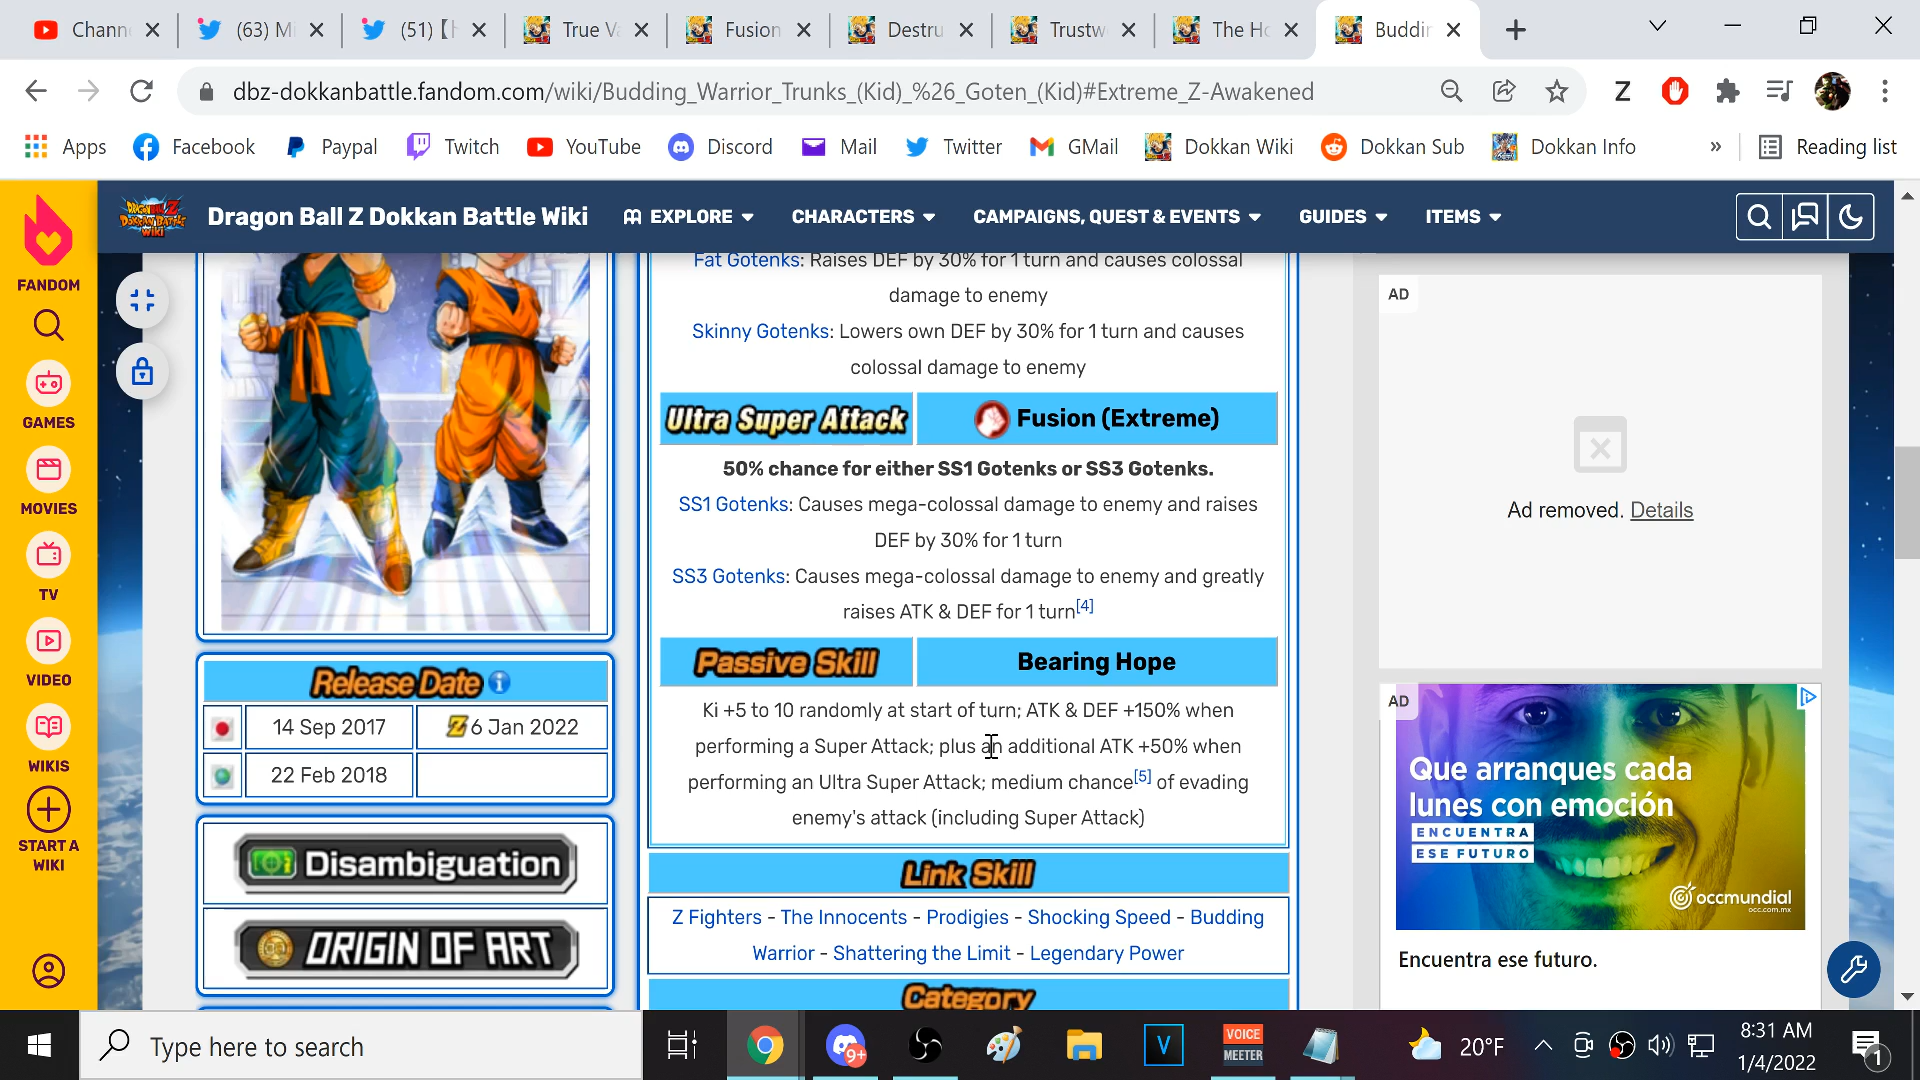 Chann
(63) Mi
(51)【h
True Va
Fusion
Destru
Trustw
The Ho
Buddin
dbz-dokkanbattle.fandom.com/wiki/Budding_Warrior_Trunks_(Kid)_%26_Goten_(Kid)#Extreme_Z-Awakened
Z
Apps
Facebook
Paypal
Twitch
YouTube
Discord
Mail
Twitter
GMail
Dokkan Wiki
Dokkan Sub
Dokkan Info
»
Reading list
Dragon Ball Z Dokkan Battle Wiki
EXPLORE
CHARACTERS
CAMPAIGNS, QUEST & EVENTS
GUIDES
ITEMS
FANDOM
GAMES
MOVIES
TV
VIDEO
WIKIS
START A
WIKI
Fat Gotenks: Raises DEF by 30% for 1 turn and causes colossal
damage to enemy
Skinny Gotenks: Lowers own DEF by 30% for 1 turn and causes
colossal damage to enemy
Ultra Super Attack
Fusion (Extreme)
50% chance for either SS1 Gotenks or SS3 Gotenks.
SS1 Gotenks: Causes mega-colossal damage to enemy and raises
DEF by 30% for 1 turn
SS3 Gotenks: Causes mega-colossal damage to enemy and greatly
raises ATK & DEF for 1 turn[4]
Passive Skill
Bearing Hope
Ki +5 to 10 randomly at start of turn; ATK & DEF +150% when
performing a Super Attack; plus an additional ATK +50% when
performing an Ultra Super Attack; medium chance[5] of evading
enemy's attack (including Super Attack)
Link Skill
Z Fighters - The Innocents - Prodigies - Shocking Speed - Budding
Warrior - Shattering the Limit - Legendary Power
Category
Release Date
14 Sep 2017
Z 6 Jan 2022
22 Feb 2018
Disambiguation
ORIGIN OF ART
AD
Ad removed. Details
AD
Que arranques cada
lunes con emoción
ENCUENTRA
ESE FUTURO
occmundial
occ.com.mx
Encuentra ese futuro.
Type here to search
9+
V
VOICE
MEETER
20°F
8:31 AM
1/4/2022
1